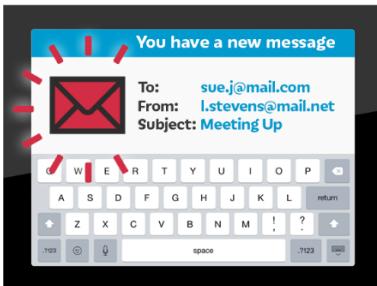 You have a new message
To: sue.j@mail.com
From: l.stevens@mail.net
Subject: Meeting Up
Q W E R T Y U I O P
A S D F G H J K L return
Z X C V B N M ! , ? .
.?123 space .?123